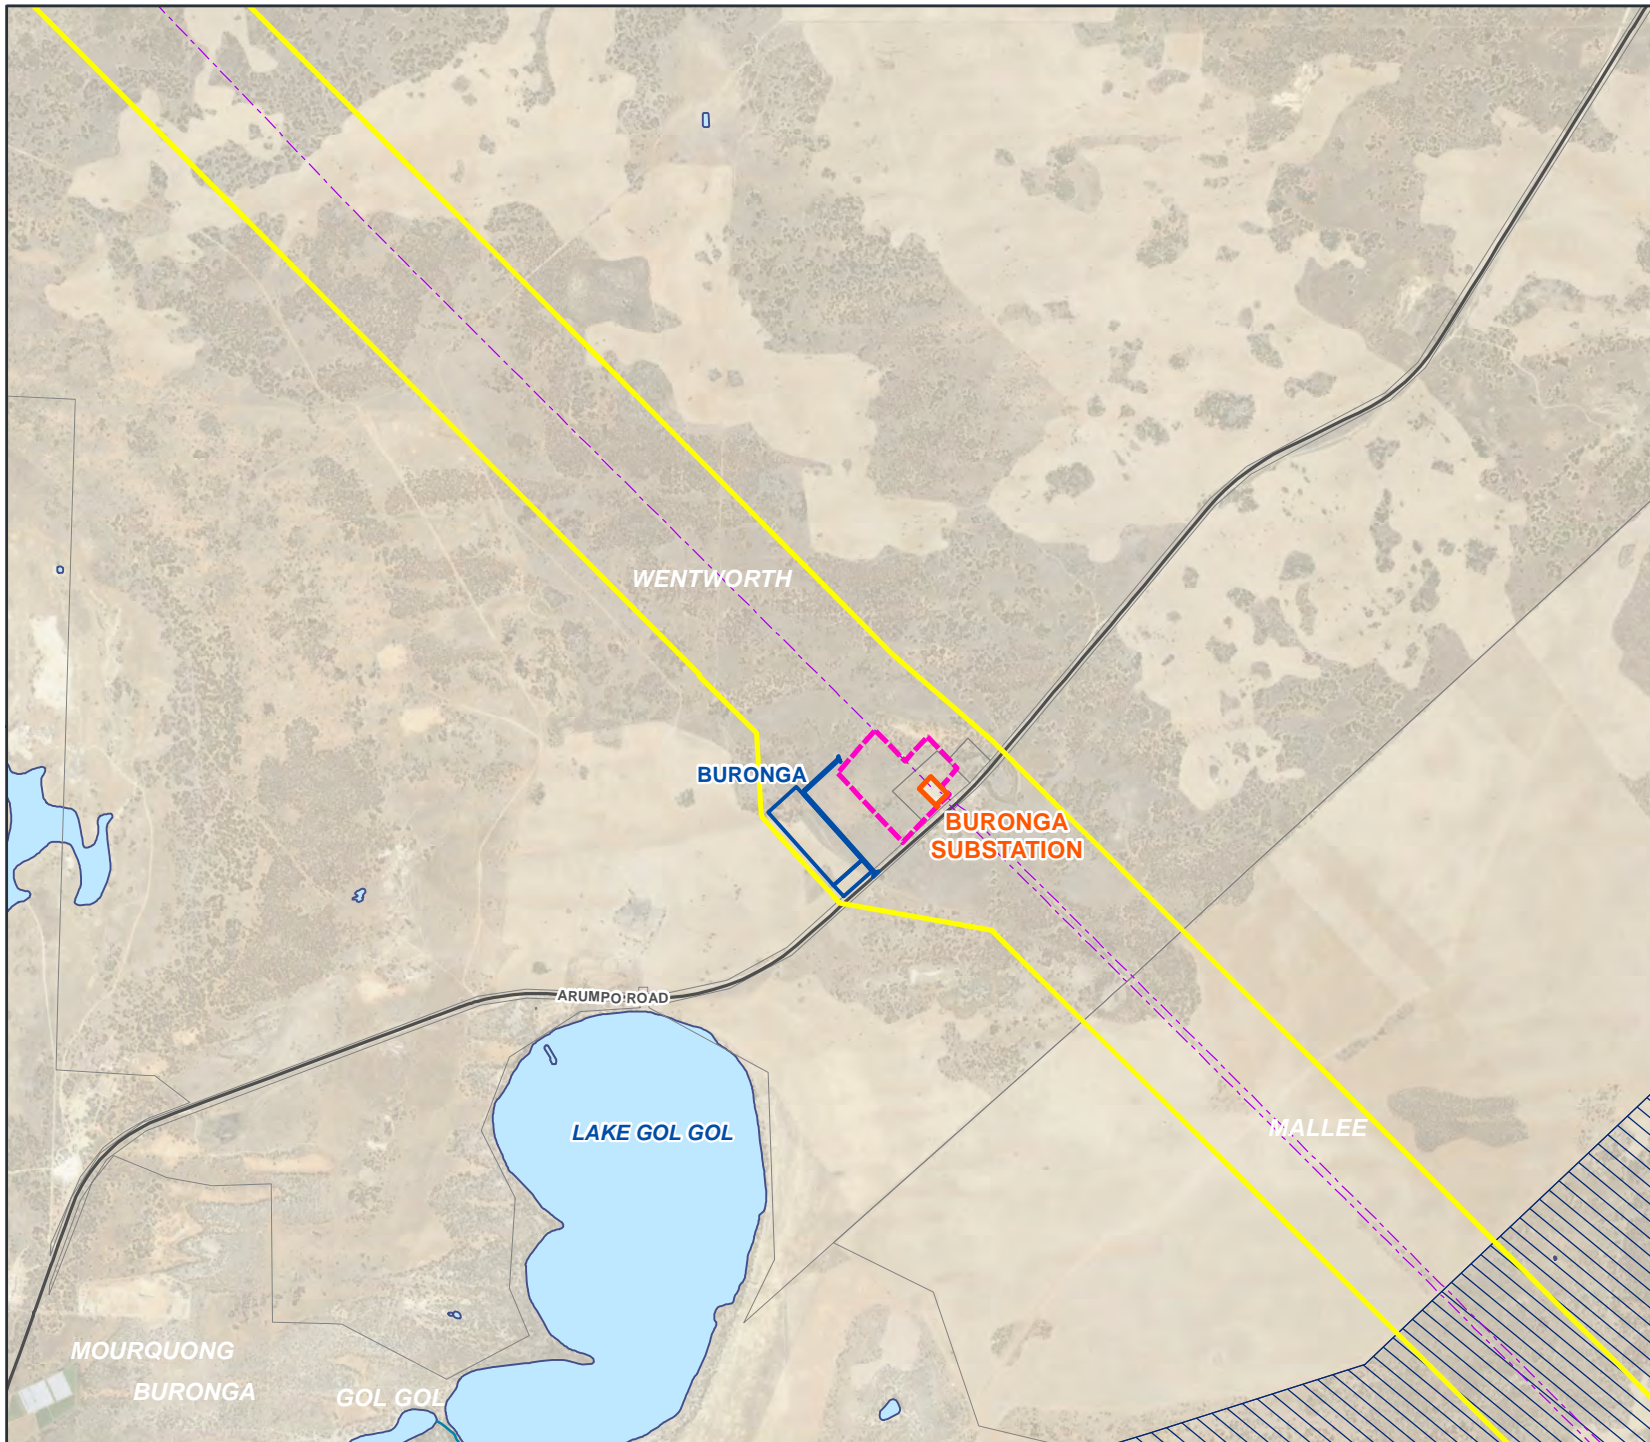 WENTWORTH
BURONGA
BURONGA
SUBSTATION
ARUMPO ROAD
LAKE GOL GOL
MALLEE
MOURQUONG
BURONGA
GOL GOL